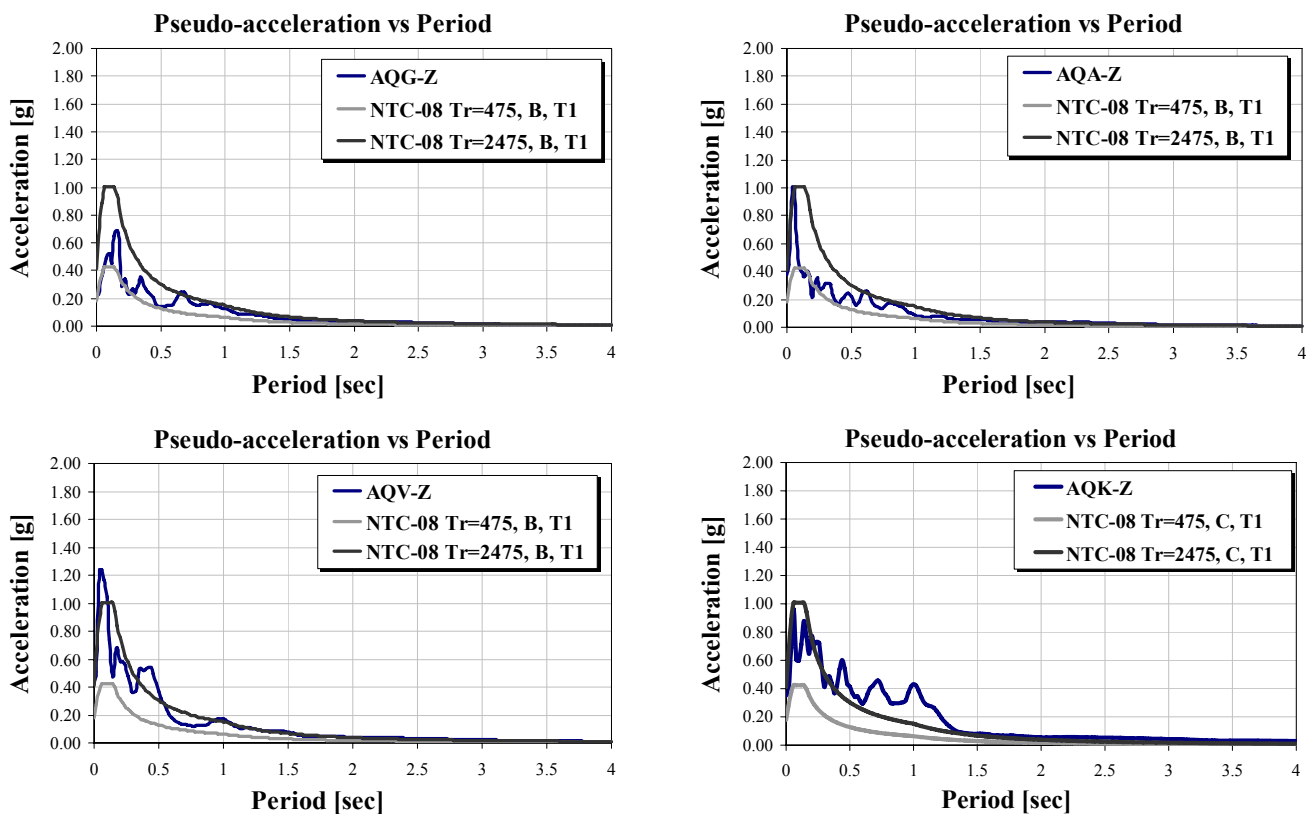 Pseudo-acceleration vs Period
2.00
1.80
1.60
1.40
1.20
1.00
0.80
0.60
0.40
0.20
0.00
Acceleration [g]
AQG-Z
NTC-08 Tr=475, B, T1
NTC-08 Tr=2475, B, T1
0 0.5 1 1.5 2 2.5 3 3.5 4
Period [sec]
Pseudo-acceleration vs Period
2.00
1.80
1.60
1.40
1.20
1.00
0.80
0.60
0.40
0.20
0.00
Acceleration [g]
AQA-Z
NTC-08 Tr=475, B, T1
NTC-08 Tr=2475, B, T1
0 0.5 1 1.5 2 2.5 3 3.5 4
Period [sec]
Pseudo-acceleration vs Period
2.00
1.80
1.60
1.40
1.20
1.00
0.80
0.60
0.40
0.20
0.00
Acceleration [g]
AQV-Z
NTC-08 Tr=475, B, T1
NTC-08 Tr=2475, B, T1
0 0.5 1 1.5 2 2.5 3 3.5 4
Period [sec]
Pseudo-acceleration vs Period
2.00
1.80
1.60
1.40
1.20
1.00
0.80
0.60
0.40
0.20
0.00
Acceleration [g]
AQK-Z
NTC-08 Tr=475, C, T1
NTC-08 Tr=2475, C, T1
0 0.5 1 1.5 2 2.5 3 3.5 4
Period [sec]